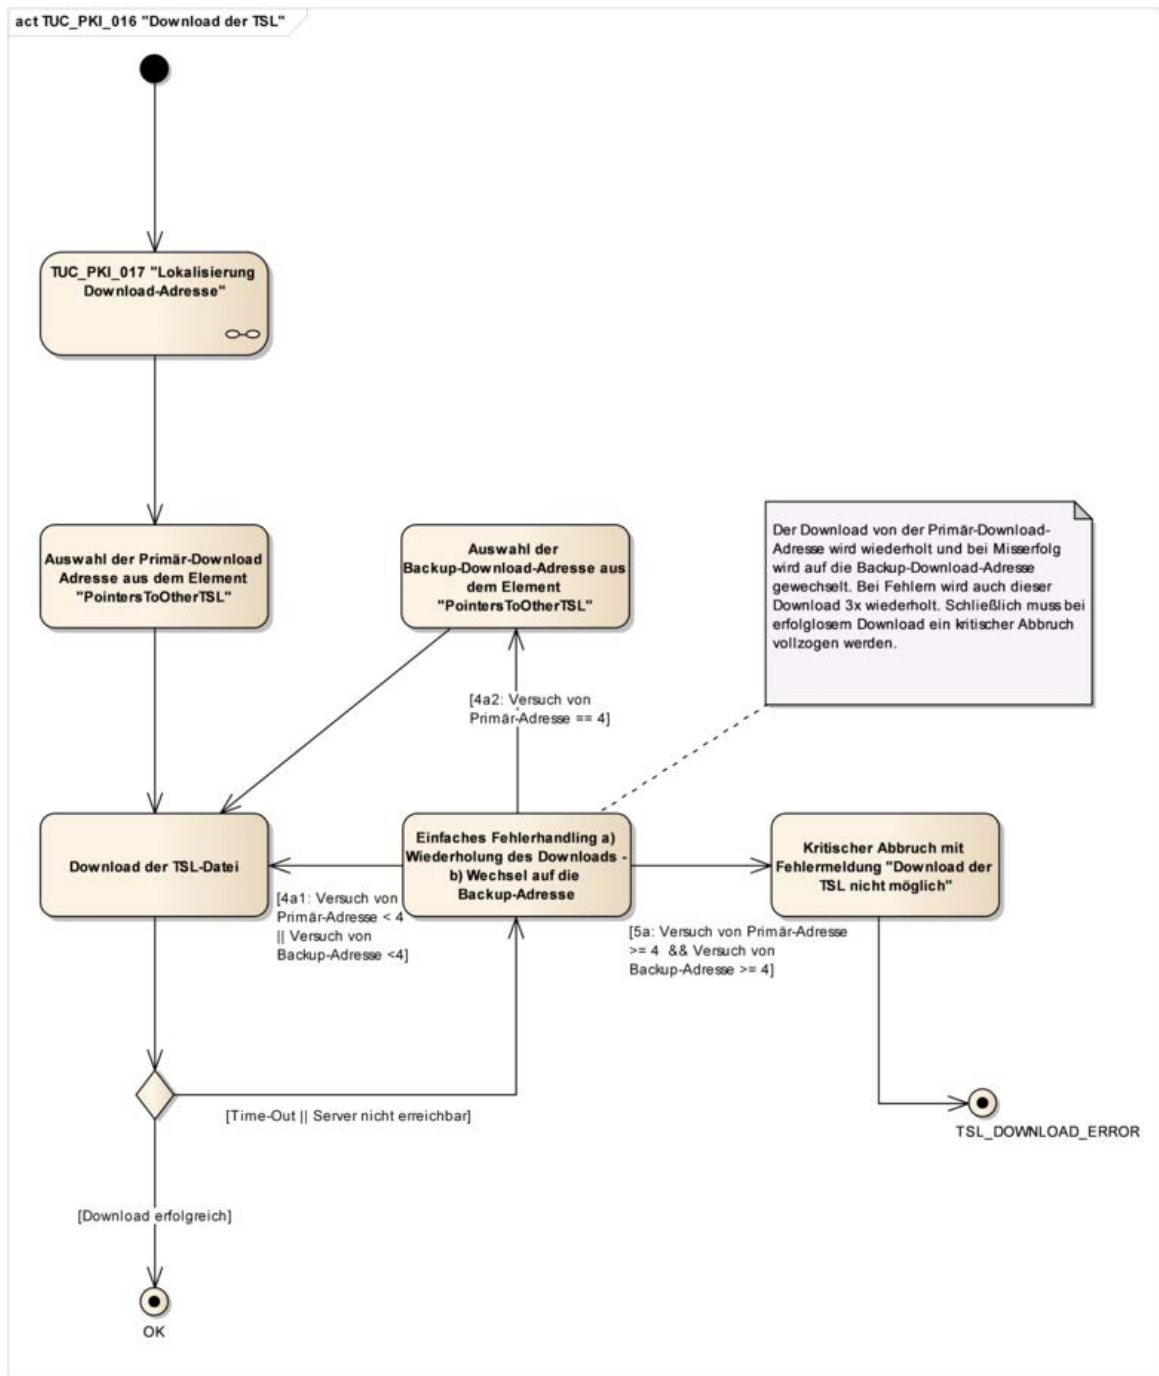 act TUC_PKI_016 "Download der TSL"
TUC_PKI_017 "Lokalisierung
Download-Adresse"
Auswahl der Primär-Download
Adresse aus dem Element
"PointersToOtherTSL"
Auswahl der
Backup-Download-Adresse aus
dem Element
"PointersToOtherTSL"
Der Download von der Primär-Download-
Adresse wird wiederholt und bei Misserfolg
wird auf die Backup-Download-Adresse
gewechselt. Bei Fehlern wird auch dieser
Download 3x wiederholt. Schließlich muss bei
erfolglosem Download ein kritischer Abbruch
vollzogen werden.
[4a2: Versuch von
Primär-Adresse == 4]
Download der TSL-Datei
[4a1: Versuch von
Primär-Adresse < 4
|| Versuch von
Backup-Adresse <4]
Einfaches Fehlerhandling a)
Wiederholung des Downloads -
b) Wechsel auf die
Backup-Adresse
[5a: Versuch von Primär-Adresse
>= 4 && Versuch von
Backup-Adresse >= 4]
Kritischer Abbruch mit
Fehlermeldung "Download der
TSL nicht möglich"
[Time-Out || Server nicht erreichbar]
TSL_DOWNLOAD_ERROR
[Download erfolgreich]
OK